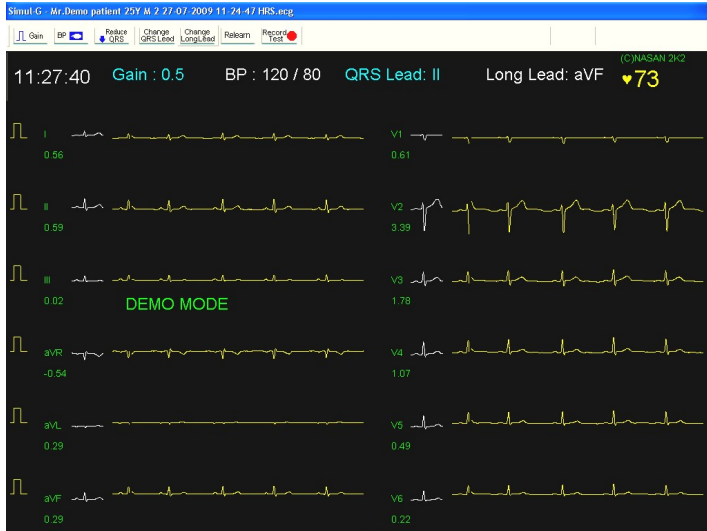 Simul-G - Mr.Demo patient 25Y M 2 27-07-2009 11-24-47 HRS.ecg
Gain BP Reduce QRS Change QRS Lead Change LongLead Relearn Record Test
(C)NASAN 2K2
11:27:40 Gain : 0.5 BP : 120 / 80 QRS Lead: II Long Lead: aVF ♥73
I V1
0.56 0.61
II V2
0.59 3.39
III V3
0.02 1.78
DEMO MODE
aVR V4
-0.54 1.07
aVL V5
0.29 0.49
aVF V6
0.29 0.22